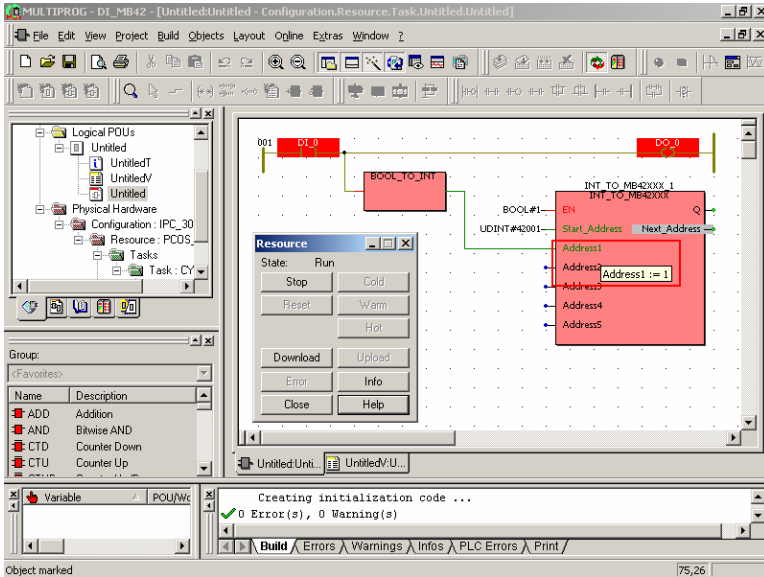 MULTIPROG - DI_MB42 - [Untitled:Untitled - Configuration.Resource.Task.Untitled.Untitled]
File Edit View Project Build Objects Layout Online Extras Window ?
Logical POUs
Untitled
UntitledT
UntitledV
Untitled
Physical Hardware
Configuration : IPC_30
Resource : PCOS_
Tasks
Task : CY
Group:
<Favorites>
Name Description
ADD Addition
AND Bitwise AND
CTD Counter Down
CTU Counter Up
001 DI_0 DO_0
BOOL_TO_INT
INT_TO_MB42XXX_1
INT_TO_MB42XXX
BOOL#1 EN Q
UDINT#42001 Start_Address Next_Address
Address1
Address2
Address1 := 1
Address3
Address4
Address5
Resource
State: Run
Stop Cold
Reset Warm
Hot
Download Upload
Error Info
Close Help
Untitled:Unti... UntitledV:U...
Variable POU/Wo
Creating initialization code ...
0 Error(s), 0 Warning(s)
Build Errors Warnings Infos PLC Errors Print
Object marked 75,26